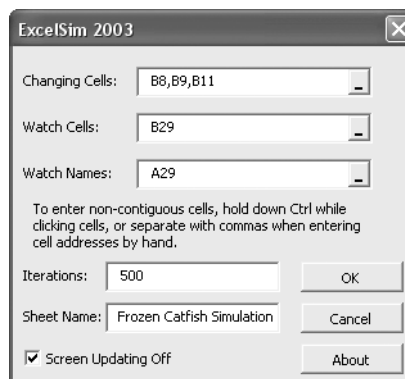 ExcelSim 2003
Changing Cells: B8,B9,B11
Watch Cells: B29
Watch Names: A29
To enter non-contiguous cells, hold down Ctrl while
clicking cells, or separate with commas when entering
cell addresses by hand.
Iterations: 500 OK
Sheet Name: Frozen Catfish Simulation Cancel
Screen Updating Off About